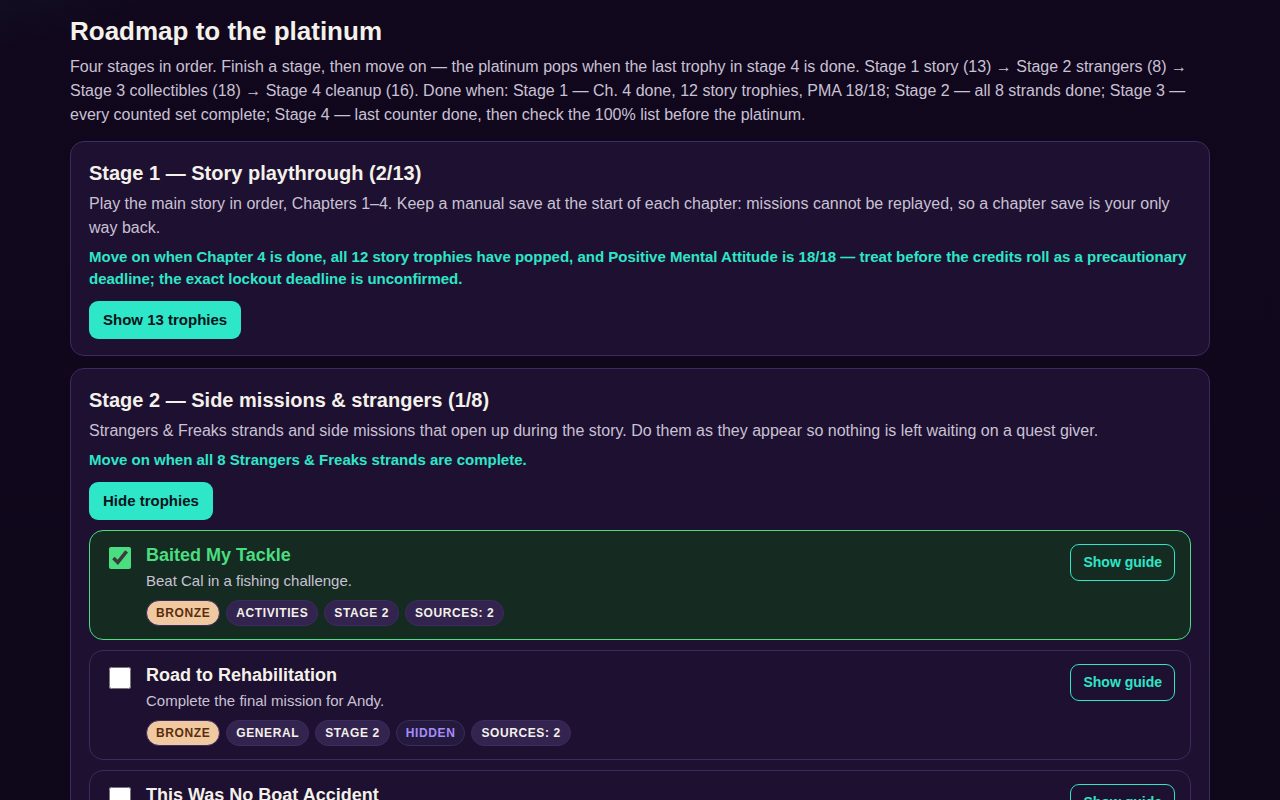 Roadmap to the platinum
Four stages in order. Finish a stage, then move on — the platinum pops when the last trophy in stage 4 is done. Stage 1 story (13) → Stage 2 strangers (8) →
Stage 3 collectibles (18) → Stage 4 cleanup (16). Done when: Stage 1 — Ch. 4 done, 12 story trophies, PMA 18/18; Stage 2 — all 8 strands done; Stage 3 —
every counted set complete; Stage 4 — last counter done, then check the 100% list before the platinum.
Stage 1 — Story playthrough (2/13)
Play the main story in order, Chapters 1–4. Keep a manual save at the start of each chapter: missions cannot be replayed, so a chapter save is your only
way back.
Move on when Chapter 4 is done, all 12 story trophies have popped, and Positive Mental Attitude is 18/18 — treat before the credits roll as a precautionary
deadline; the exact lockout deadline is unconfirmed.
Show 13 trophies
Stage 2 — Side missions & strangers (1/8)
Strangers & Freaks strands and side missions that open up during the story. Do them as they appear so nothing is left waiting on a quest giver.
Move on when all 8 Strangers & Freaks strands are complete.
Hide trophies
Baited My Tackle
Show guide
Beat Cal in a fishing challenge.
BRONZE ACTIVITIES STAGE 2 SOURCES: 2
Road to Rehabilitation
Show guide
Complete the final mission for Andy.
BRONZE GENERAL STAGE 2 HIDDEN SOURCES: 2
This Was No Boat Accident
Show guide